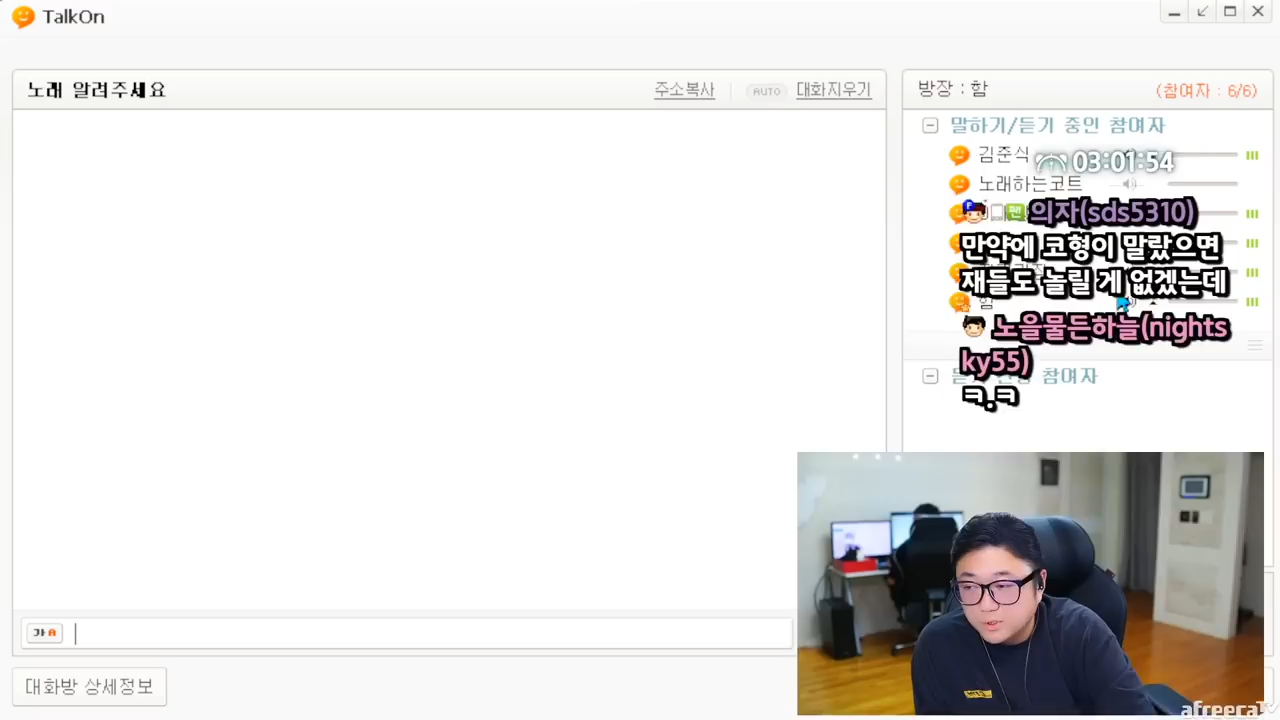 TalkOn
노래 알려주세요
주소복사
AUTO
대화지우기
방장 : 함
(참여자 : 6/6)
말하기/듣기 중인 참여자
김준식
03:01:54
노래하는코트
팬 의자(sds5310)
만약에 코형이 말랐으면
재들도 놀릴 게 없겠는데
함
노을물든하늘(nights
ky55)
ㅋ.ㅋ
참여자
가A
대화방 상세정보
afreecaTV